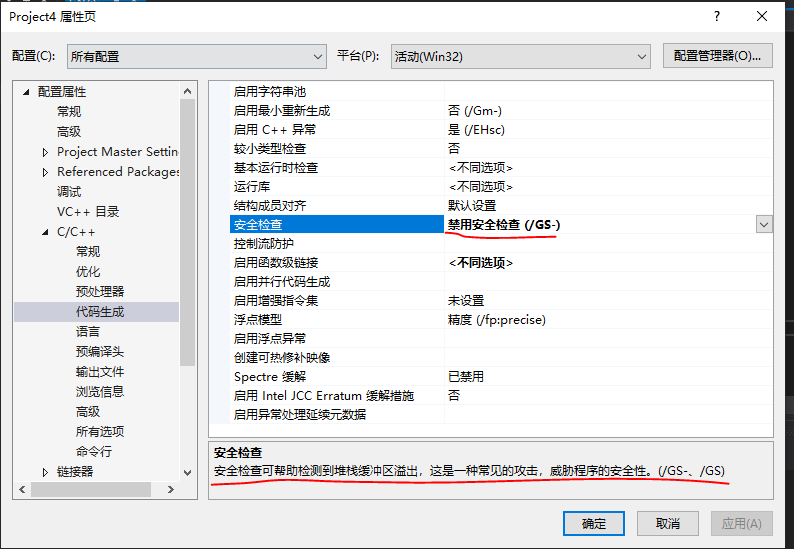 Project4 属性页
配置(C):
所有配置
平台(P):
活动(Win32)
配置管理器(O)...
配置属性
常规
高级
Project Master Settin
Referenced Packages
调试
VC++ 目录
C/C++
常规
优化
预处理器
代码生成
语言
预编译头
输出文件
浏览信息
高级
所有选项
命令行
链接器
启用字符串池
启用最小重新生成 否 (/Gm-)
启用 C++ 异常 是 (/EHsc)
较小类型检查 否
基本运行时检查 <不同选项>
运行库 <不同选项>
结构成员对齐 默认设置
安全检查 禁用安全检查 (/GS-)
控制流防护
启用函数级链接 <不同选项>
启用并行代码生成
启用增强指令集 未设置
浮点模型 精度 (/fp:precise)
启用浮点异常
创建可热修补映像
Spectre 缓解 已禁用
启用 Intel JCC Erratum 缓解措施 否
启用异常处理延续元数据
安全检查
安全检查可帮助检测到堆栈缓冲区溢出，这是一种常见的攻击，威胁程序的安全性。(/GS-、/GS)
确定
取消
应用(A)